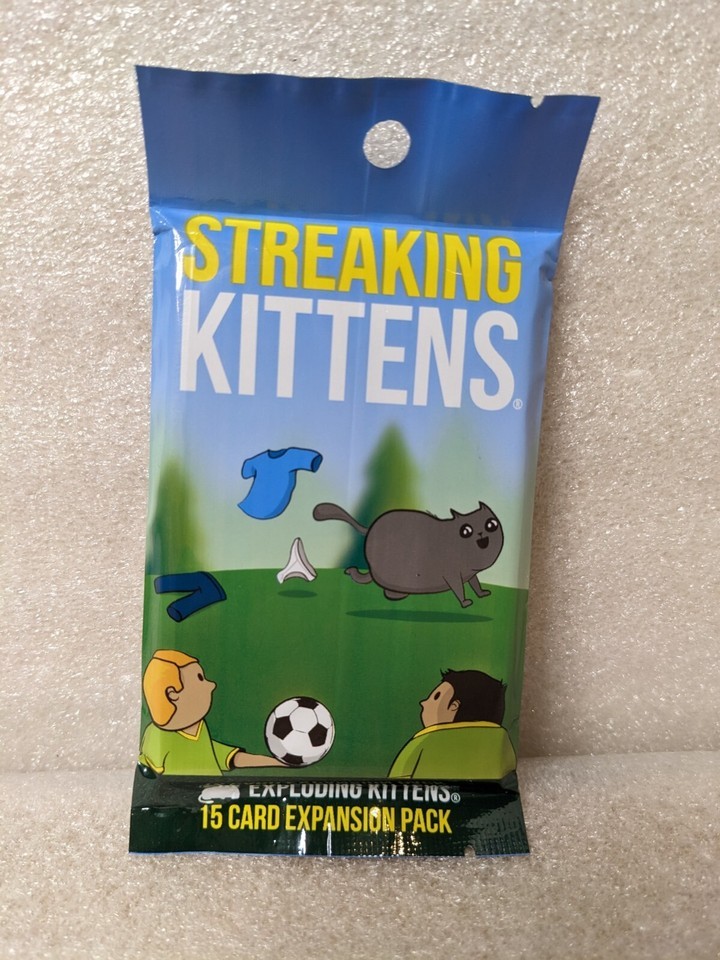 STREAKING
KITTENS®
EXPLODING KITTENS®
15 CARD EXPANSION PACK